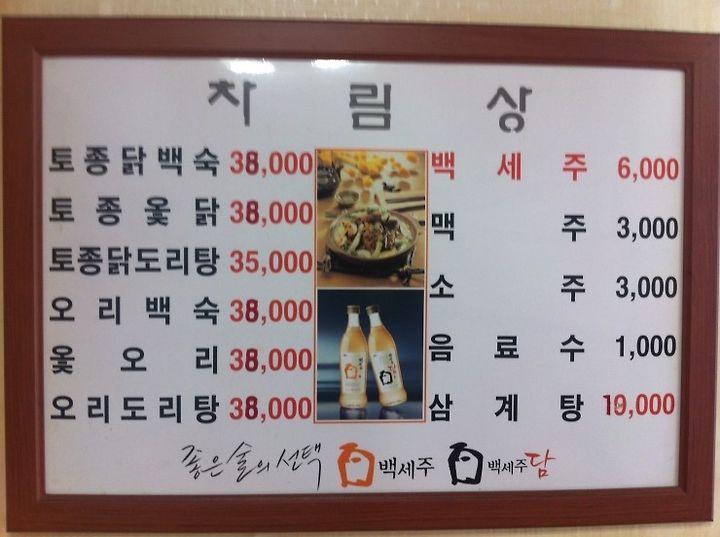 차림상
토종닭백숙 38,000
토종옻닭 38,000
토종닭도리탕 35,000
오리백숙 38,000
옻오리 38,000
오리도리탕 38,000
백세주 6,000
맥주 3,000
소주 3,000
음료수 1,000
삼계탕 10,000
좋은술의선택 백세주 백세주담